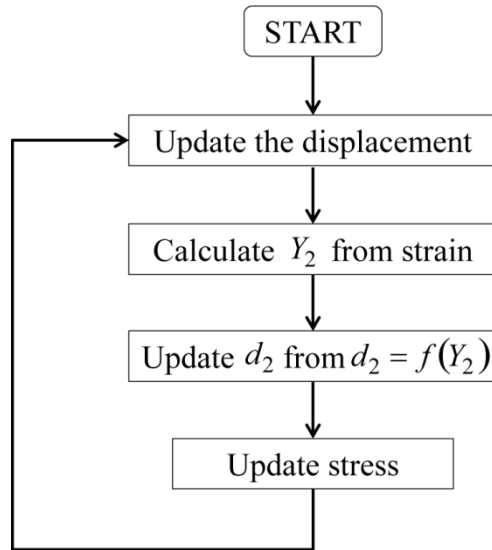 START
Update the displacement
Calculate Y₂ from strain
Update d₂ from d₂ = f(Y₂)
Update stress